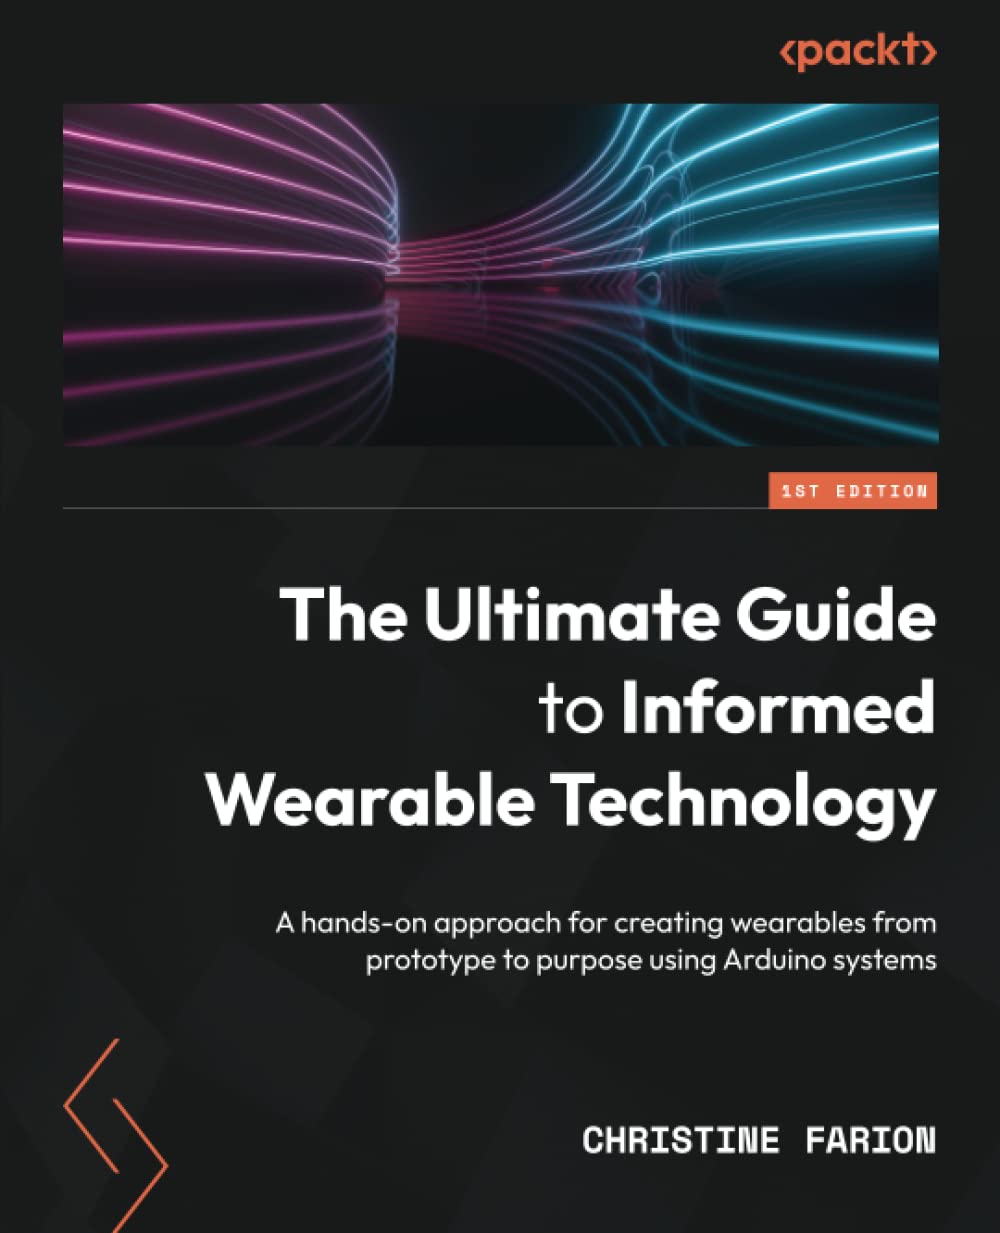 <packt>
1ST EDITION
The Ultimate Guide
to Informed
Wearable Technology
A hands-on approach for creating wearables from
prototype to purpose using Arduino systems
CHRISTINE FARION